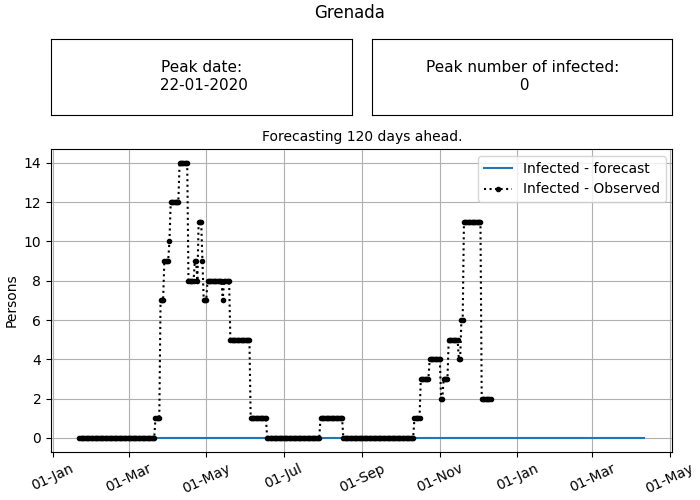 Grenada
Peak date:
22-01-2020
Peak number of infected:
0
Forecasting 120 days ahead.
Infected - forecast
Infected - Observed
Persons
14
12
10
8
6
4
2
0
01-Jan
01-Mar
01-May
01-Jul
01-Sep
01-Nov
01-Jan
01-Mar
01-May